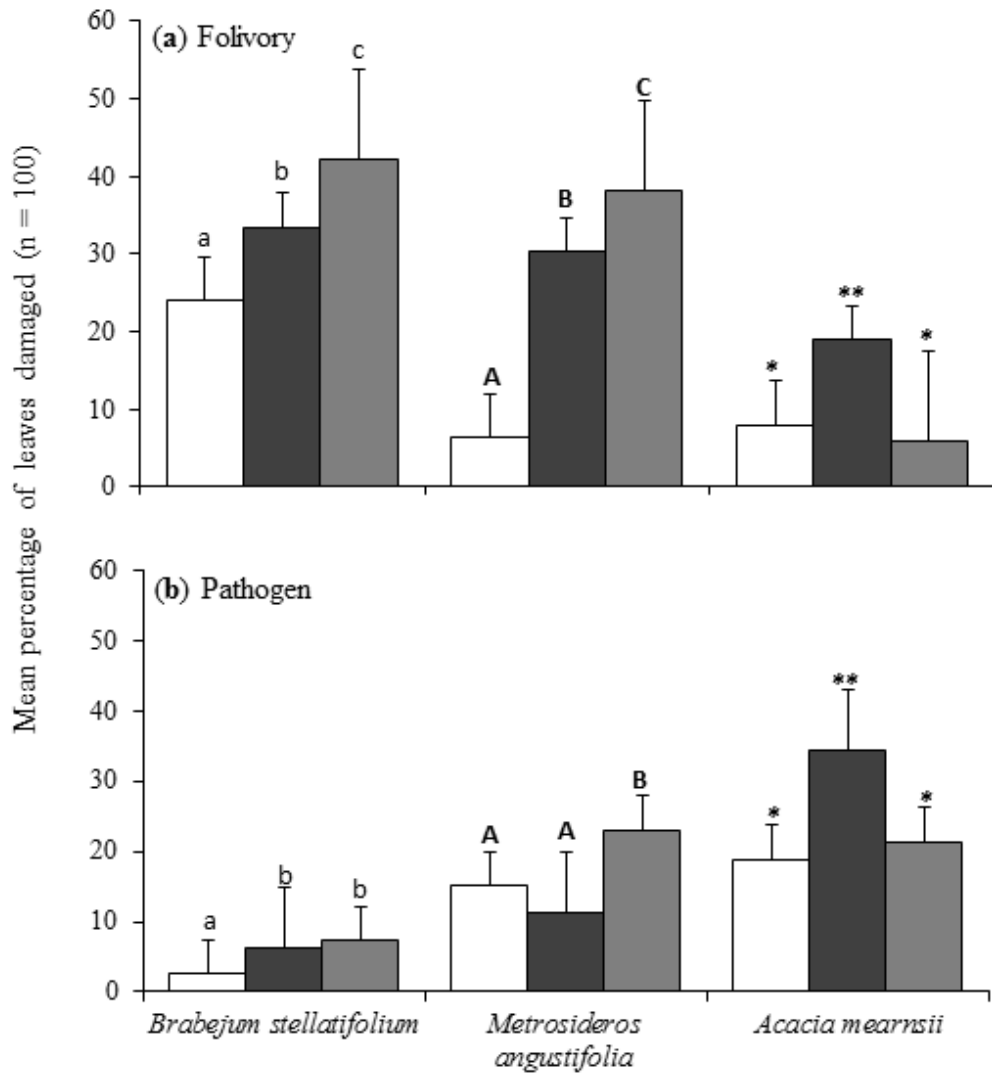 Mean percentage of leaves damaged (n = 100)
(a) Folivory
60
50
40
30
20
10
0
a
b
c
A
B
C
*
**
*
(b) Pathogen
60
50
40
30
20
10
0
a
b
b
A
A
B
*
**
*
Brabejum stellatifolium
Metrosideros
angustifolia
Acacia mearnsii